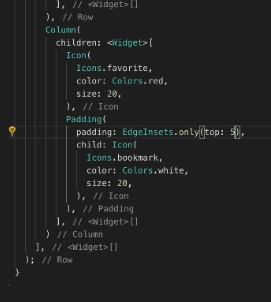 ], // <Widget>[]
), // Row
Column(
children: <Widget>[
Icon(
Icons.favorite,
color: Colors.red,
size: 20,
), // Icon
Padding(
padding: EdgeInsets.only(top: 5),
child: Icon(
Icons.bookmark,
color: Colors.white,
size: 20,
), // Icon
), // Padding
], // <Widget>[]
) // Column
], // <Widget>[]
); // Row
}